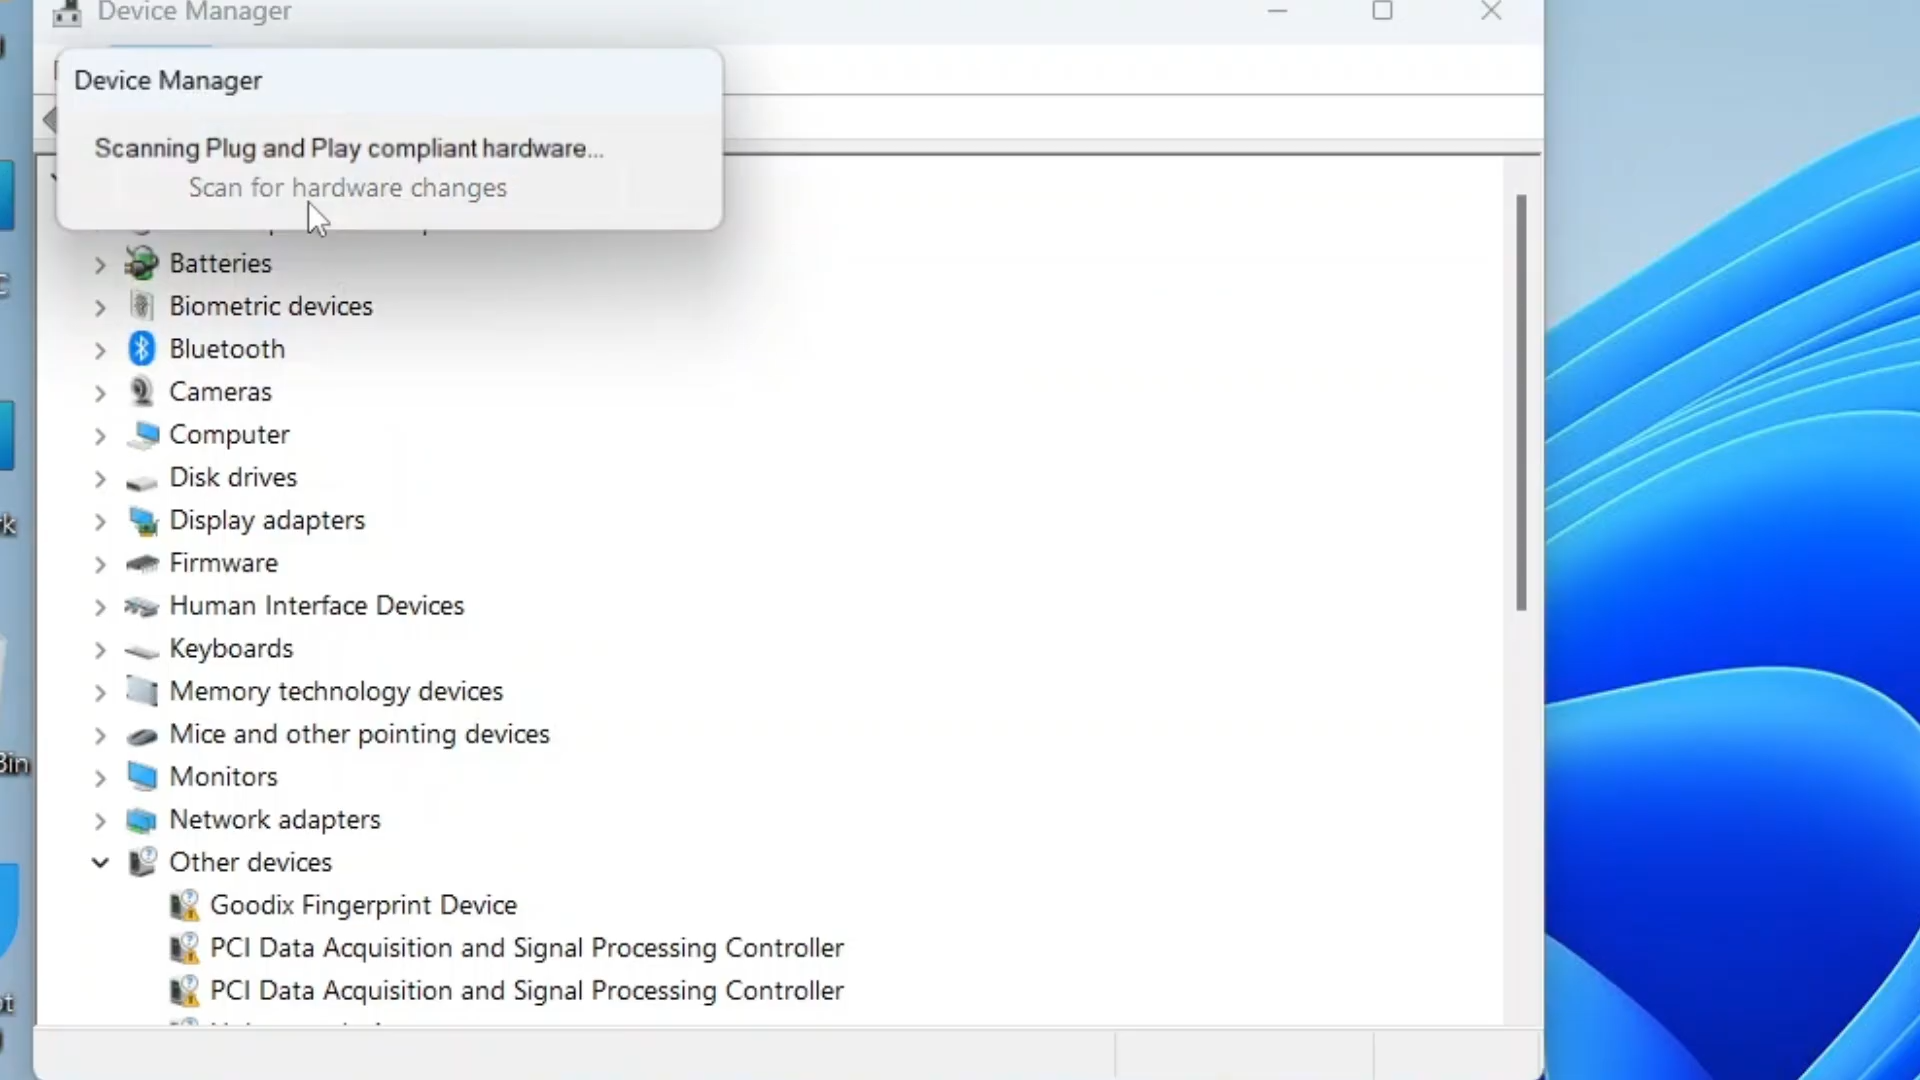 Device Manager
Device Manager
Scanning Plug and Play compliant hardware...
Scan for hardware changes
Batteries
Biometric devices
Bluetooth
Cameras
Computer
Disk drives
Display adapters
Firmware
Human Interface Devices
Keyboards
Memory technology devices
Mice and other pointing devices
Monitors
Network adapters
Other devices
Goodix Fingerprint Device
PCI Data Acquisition and Signal Processing Controller
PCI Data Acquisition and Signal Processing Controller
Bin